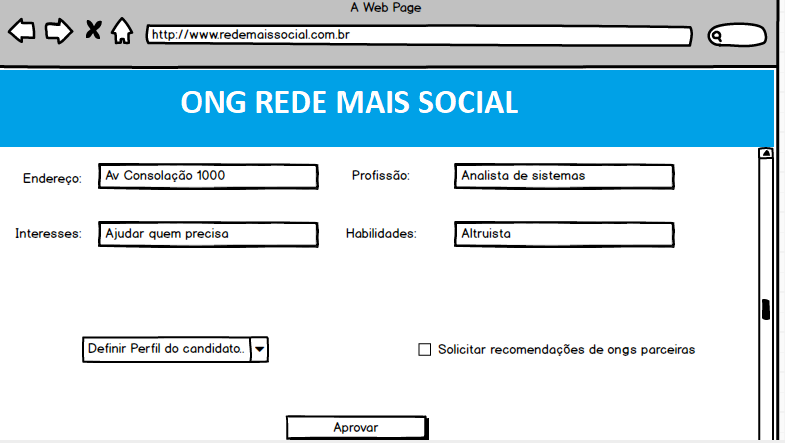 A Web Page
http://www.redemaissocial.com.br
ONG REDE MAIS SOCIAL
Endereço: Av Consolação 1000 Profissão: Analista de sistemas
Interesses: Ajudar quem precisa Habilidades: Altruista
Definir Perfil do candidato.. Solicitar recomendações de ongs parceiras
Aprovar